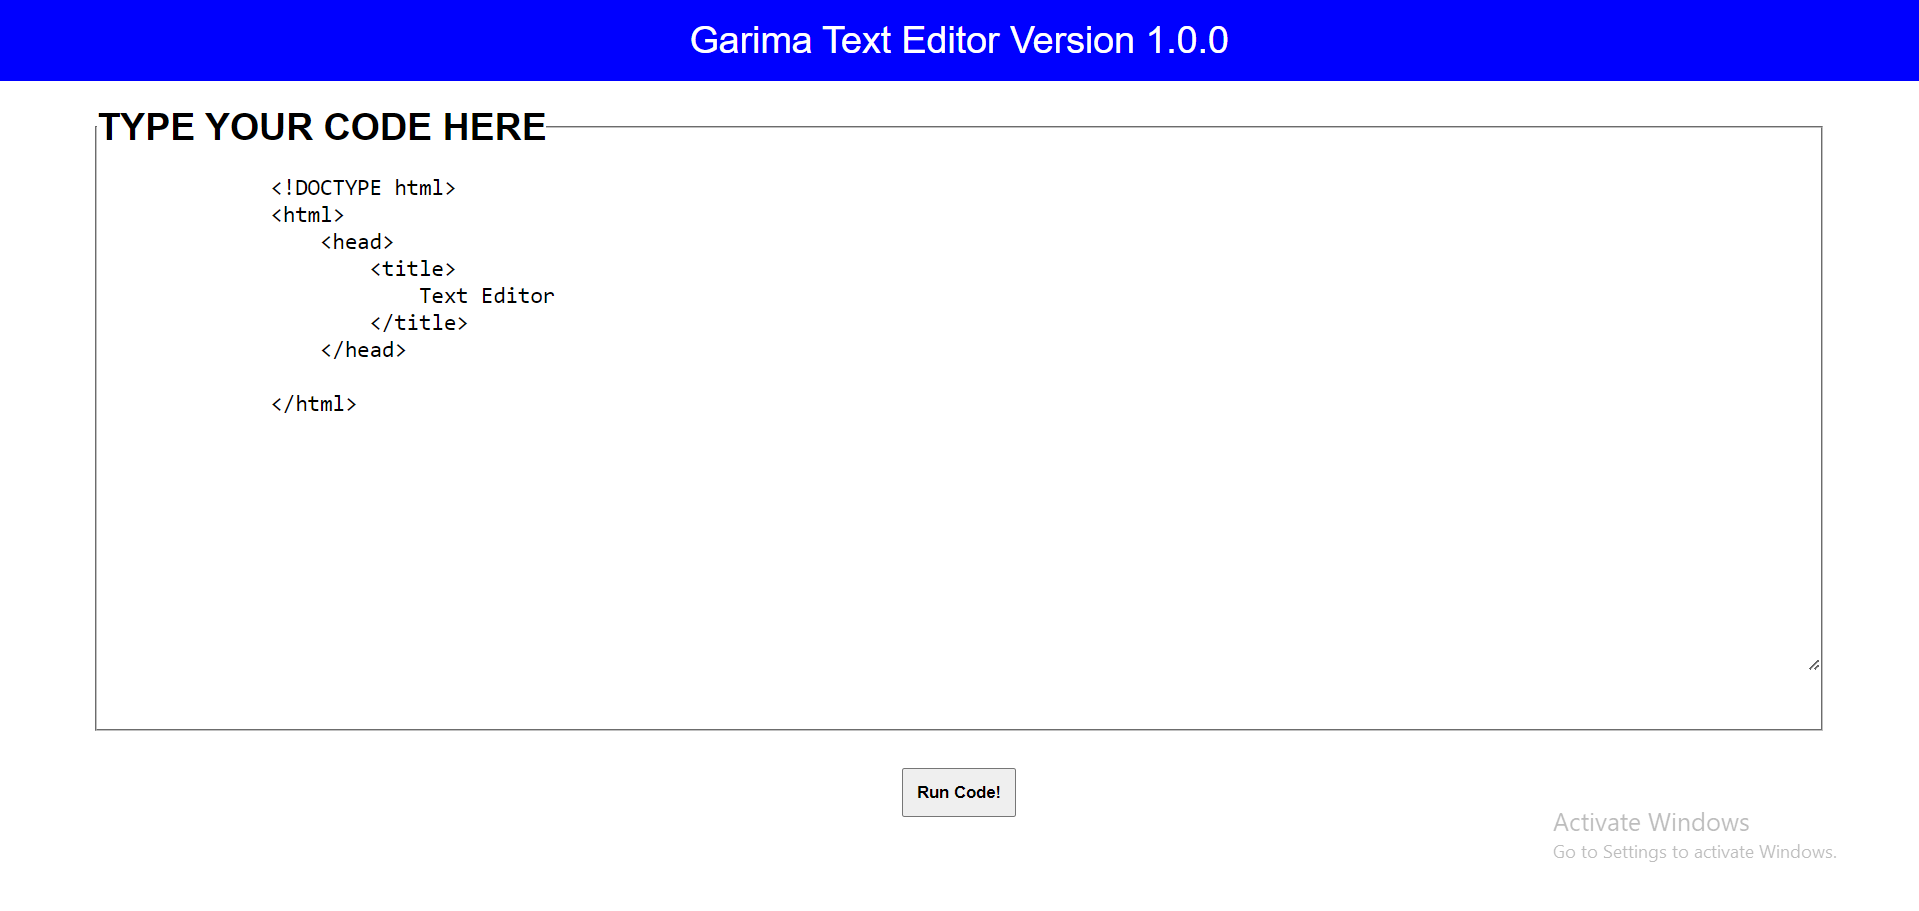 Garima Text Editor Version 1.0.0
TYPE YOUR CODE HERE
<!DOCTYPE html>
<html>
<head>
<title>
Text Editor
</title>
</head>
</html>
Run Code!
Activate Windows
Go to Settings to activate Windows.